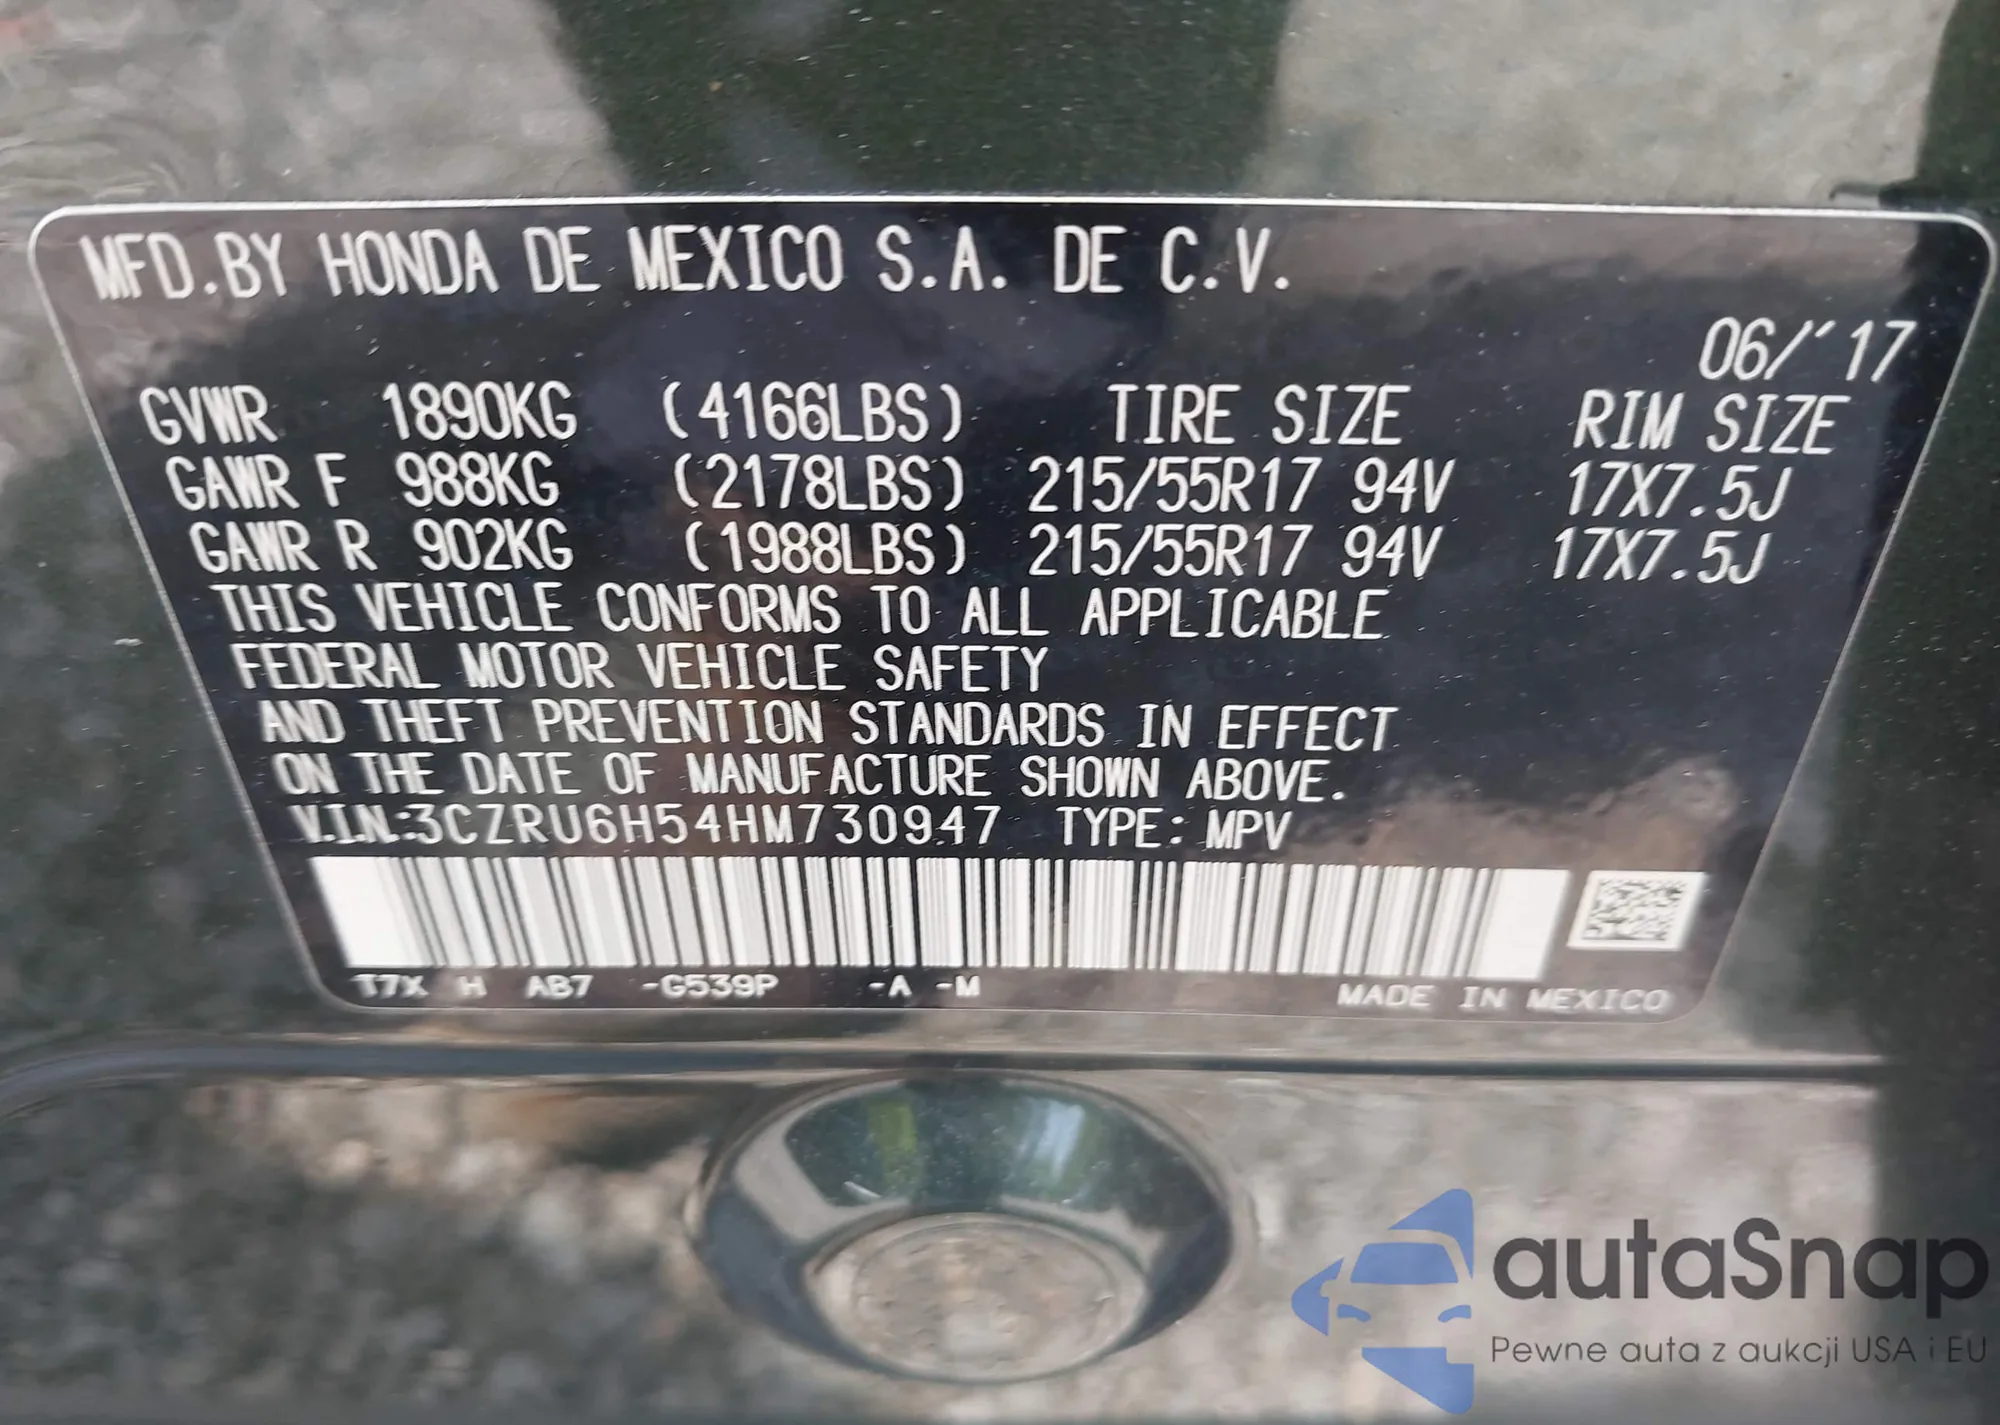 MFD.BY HONDA DE MEXICO S.A. DE C.V.
06/'17
GVWR 1890KG (4166LBS) TIRE SIZE RIM SIZE
GAWR F 988KG (2178LBS) 215/55R17 94V 17X7.5J
GAWR R 902KG (1988LBS) 215/55R17 94V 17X7.5J
THIS VEHICLE CONFORMS TO ALL APPLICABLE
FEDERAL MOTOR VEHICLE SAFETY
AND THEFT PREVENTION STANDARDS IN EFFECT
ON THE DATE OF MANUFACTURE SHOWN ABOVE.
V.I.N.:3CZRU6H54HM730947 TYPE: MPV
T7X H AB7 -G539P -A -M MADE IN MEXICO
autaSnap
Pewne auta z aukcji USA i EU